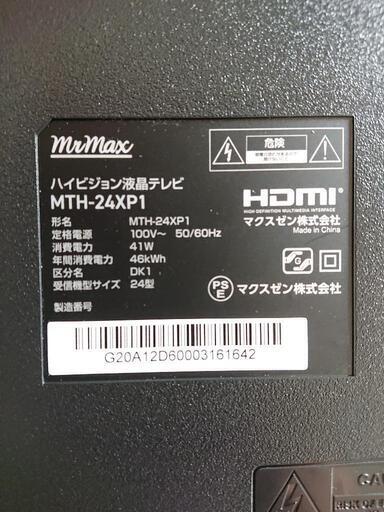 MrMax
ハイビジョン液晶テレビ
MTH-24XP1
形名 MTH-24XP1
定格電源 100V～ 50/60Hz
消費電力 41W
年間消費電力 46kWh
区分名 DK1
受信機型サイズ 24型
製造番号
G20A12D60003161642
危険
HDMI
HIGH-DEFINITION MULTIMEDIA INTERFACE
マクスゼン株式会社
Made in China
G
PS
E
マクスゼン株式会社